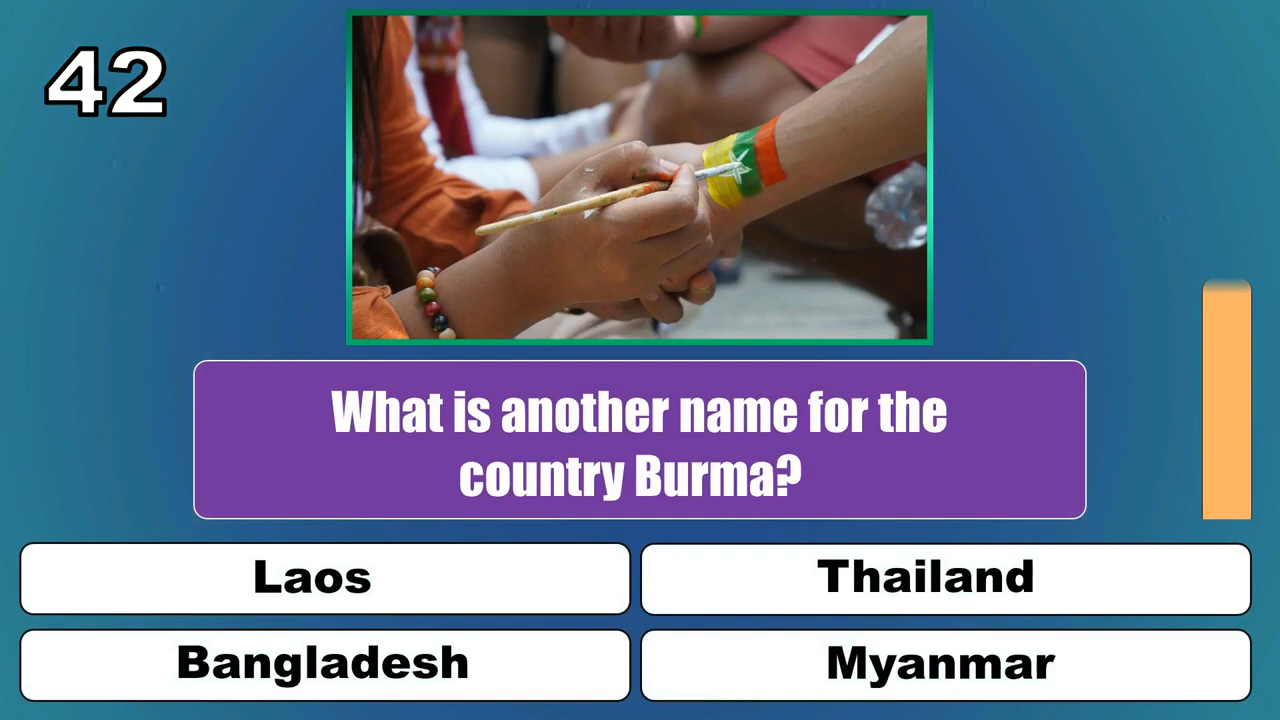 42
What is another name for the
country Burma?
Laos
Thailand
Bangladesh
Myanmar